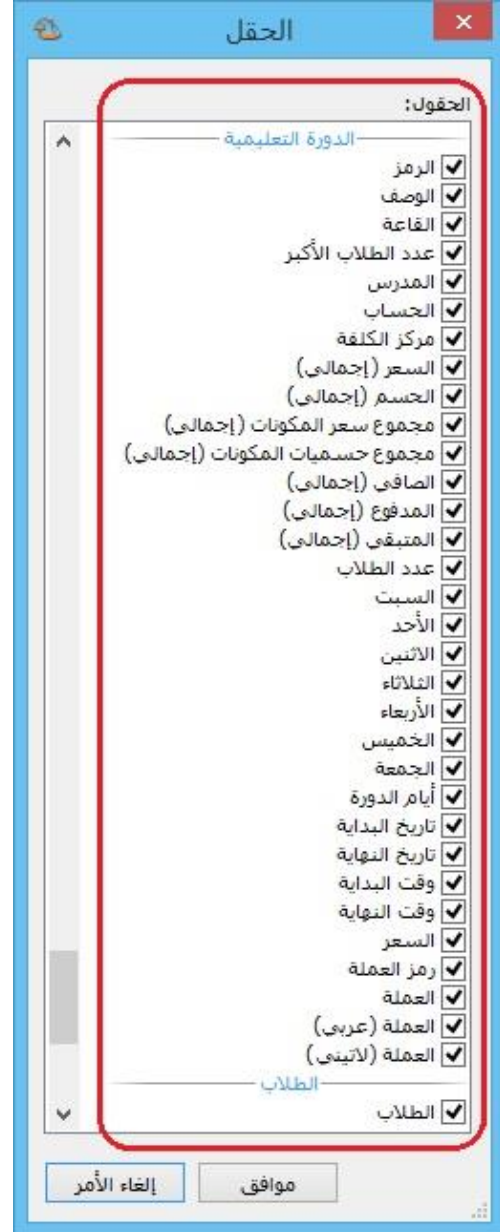 الحقل
الحقول:
الدورة التعليمية
الرمز
الوصف
القاعة
عدد الطلاب الأكبر
المدرس
الحساب
مركز الكلفة
السعر (إجمالي)
الحسم (إجمالي)
مجموع سعر المكونات (إجمالي)
مجموع حسميات المكونات (إجمالي)
الصافي (إجمالي)
المدفوع (إجمالي)
المتبقي (إجمالي)
عدد الطلاب
السبت
الأحد
الاثنين
الثلاثاء
الأربعاء
الخميس
الجمعة
أيام الدورة
تاريخ البداية
تاريخ النهاية
وقت البداية
وقت النهاية
السعر
رمز العملة
العملة
العملة (عربي)
العملة (لاتيني)
الطلاب
الطلاب
موافق إلغاء الأمر